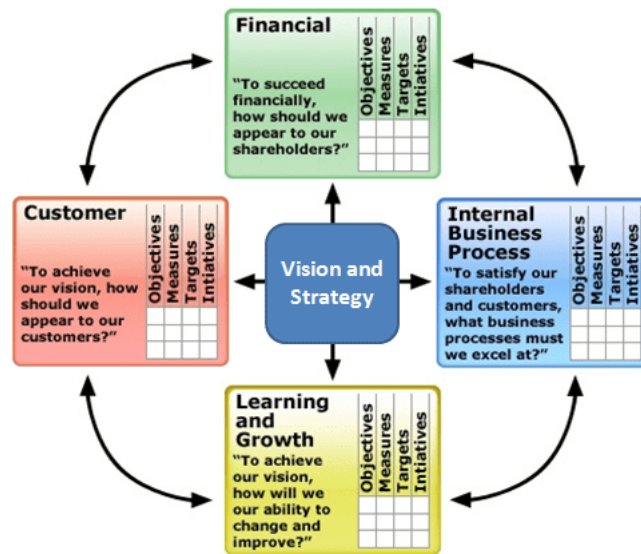 Financial
“To succeed
financially,
how should we
appear to our
shareholders?”
Objectives
Measures
Targets
Intiatives
Customer
“To achieve
our vision, how
should we
appear to our
customers?”
Objectives
Measures
Targets
Intiatives
Vision and
Strategy
Internal
Business
Process
“To satisfy our
shareholders
and customers,
what business
processes must
we excel at?”
Objectives
Measures
Targets
Intiatives
Learning
and
Growth
“To achieve
our vision,
how will we
our ability to
change and
improve?”
Objectives
Measures
Targets
Intiatives